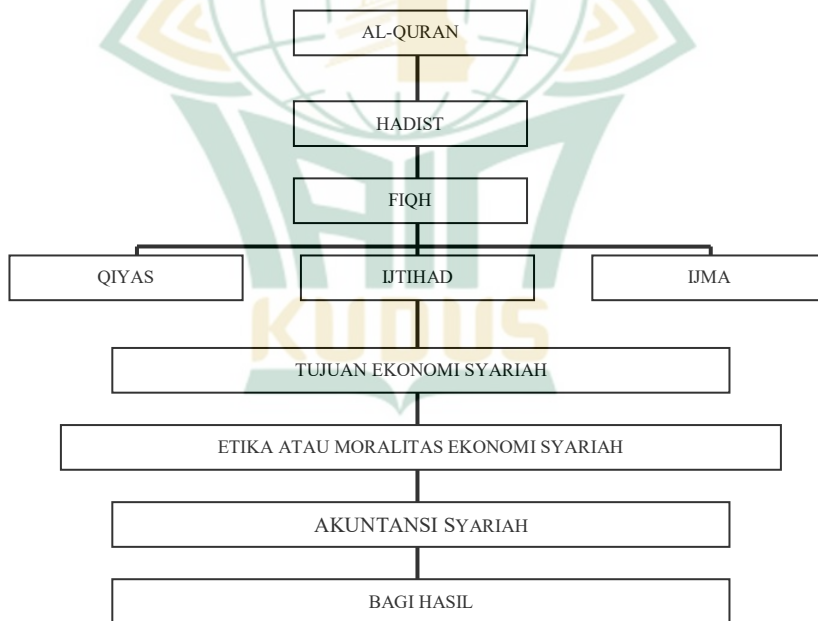 AL-QURAN
HADIST
FIQH
QIYAS
IJTIHAD
IJMA
KUDUS
TUJUAN EKONOMI SYARIAH
ETIKA ATAU MORALITAS EKONOMI SYARIAH
AKUNTANSI SYARIAH
BAGI HASIL